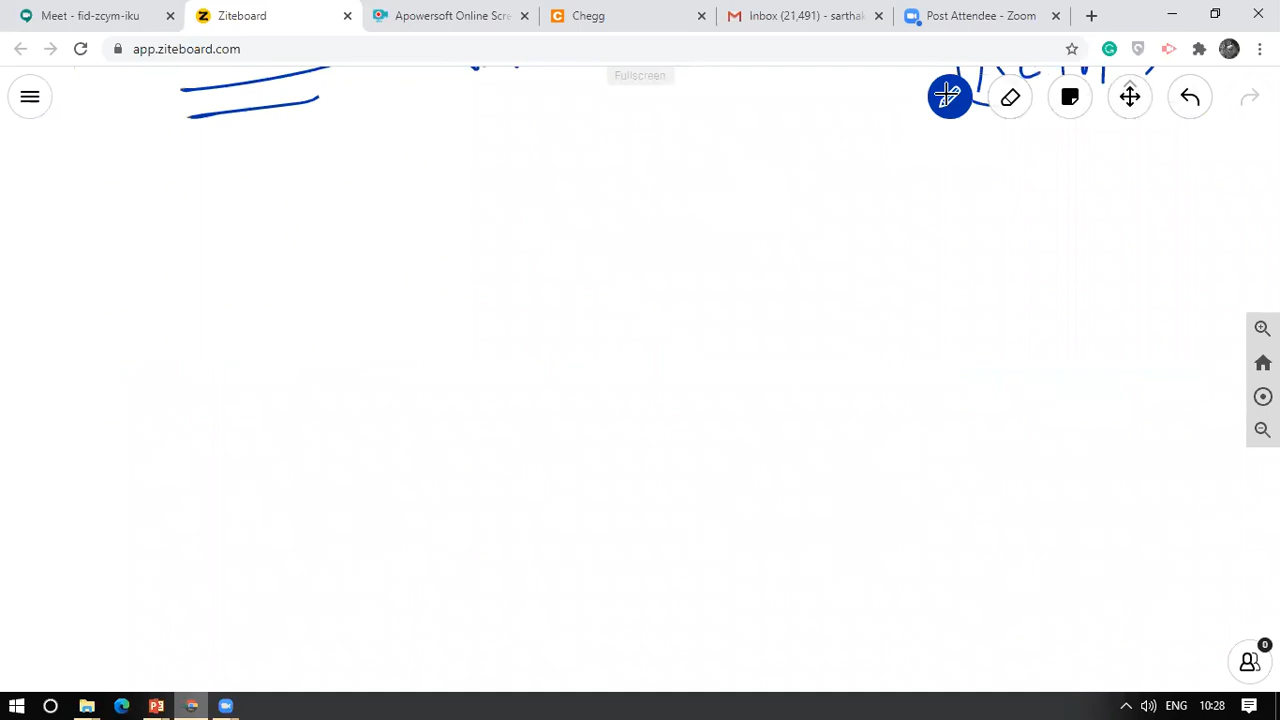 Meet - fid-zcym-iku
Ziteboard
Apowersoft Online Scre
Chegg
Inbox (21,491) - sarthak
Post Attendee - Zoom
app.ziteboard.com
Fullscreen
0
ENG
10:28